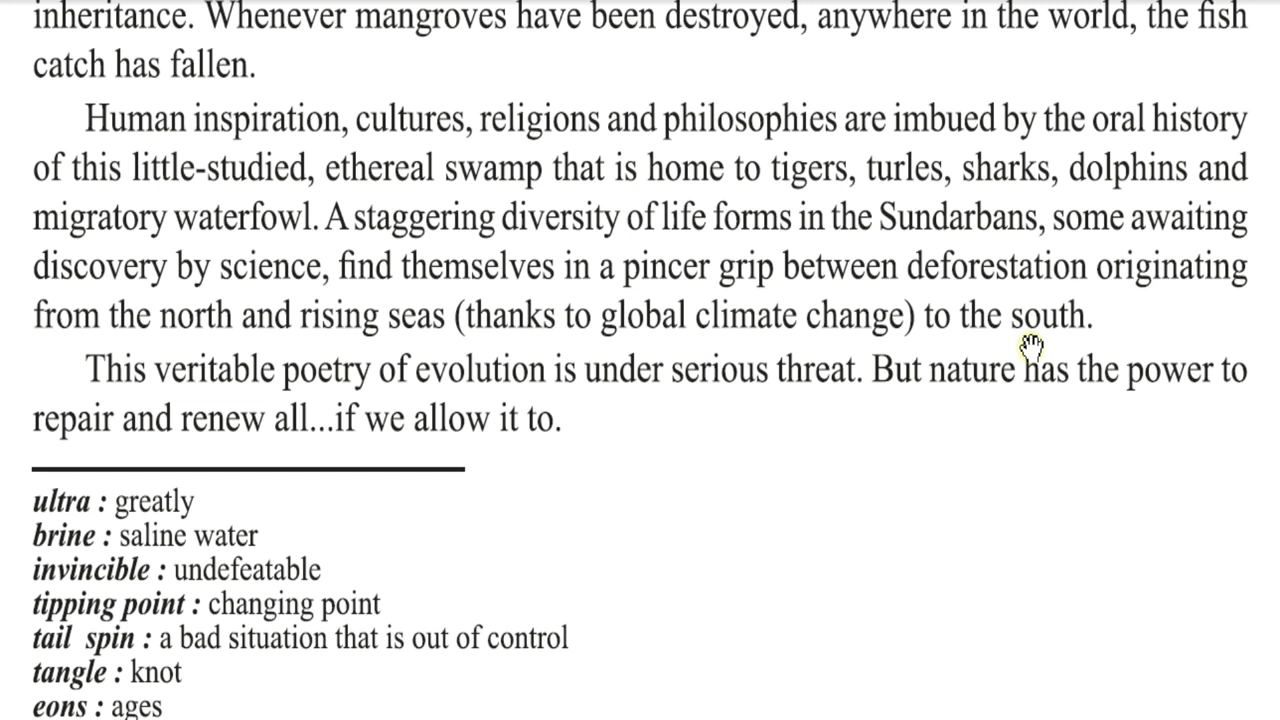 inheritance. Whenever mangroves have been destroyed, anywhere in the world, the fish
catch has fallen.
Human inspiration, cultures, religions and philosophies are imbued by the oral history
of this little-studied, ethereal swamp that is home to tigers, turles, sharks, dolphins and
migratory waterfowl. A staggering diversity of life forms in the Sundarbans, some awaiting
discovery by science, find themselves in a pincer grip between deforestation originating
from the north and rising seas (thanks to global climate change) to the south.
This veritable poetry of evolution is under serious threat. But nature has the power to
repair and renew all...if we allow it to.
ultra : greatly
brine : saline water
invincible : undefeatable
tipping point : changing point
tail spin : a bad situation that is out of control
tangle : knot
eons : ages